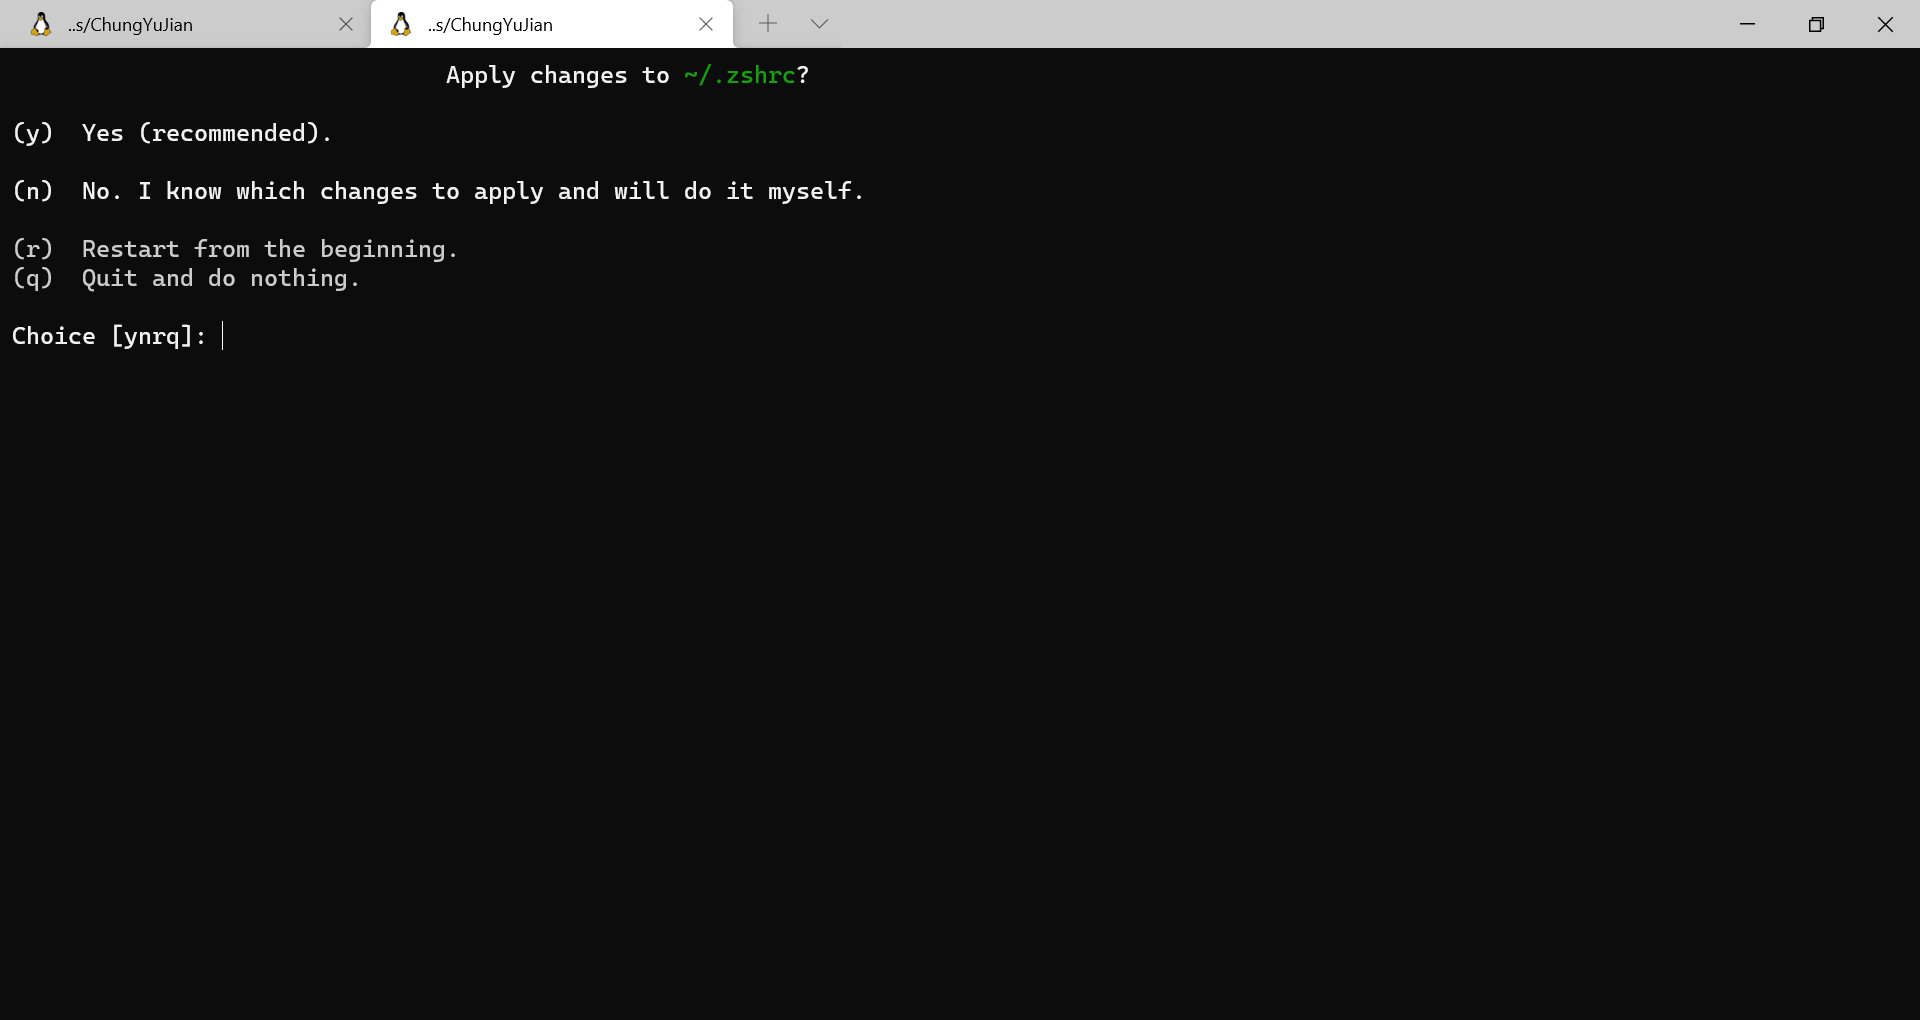 ..s/ChungYuJian
..s/ChungYuJian
Apply changes to ~/.zshrc?
(y)  Yes (recommended).
(n)  No. I know which changes to apply and will do it myself.
(r)  Restart from the beginning.
(q)  Quit and do nothing.
Choice [ynrq]: